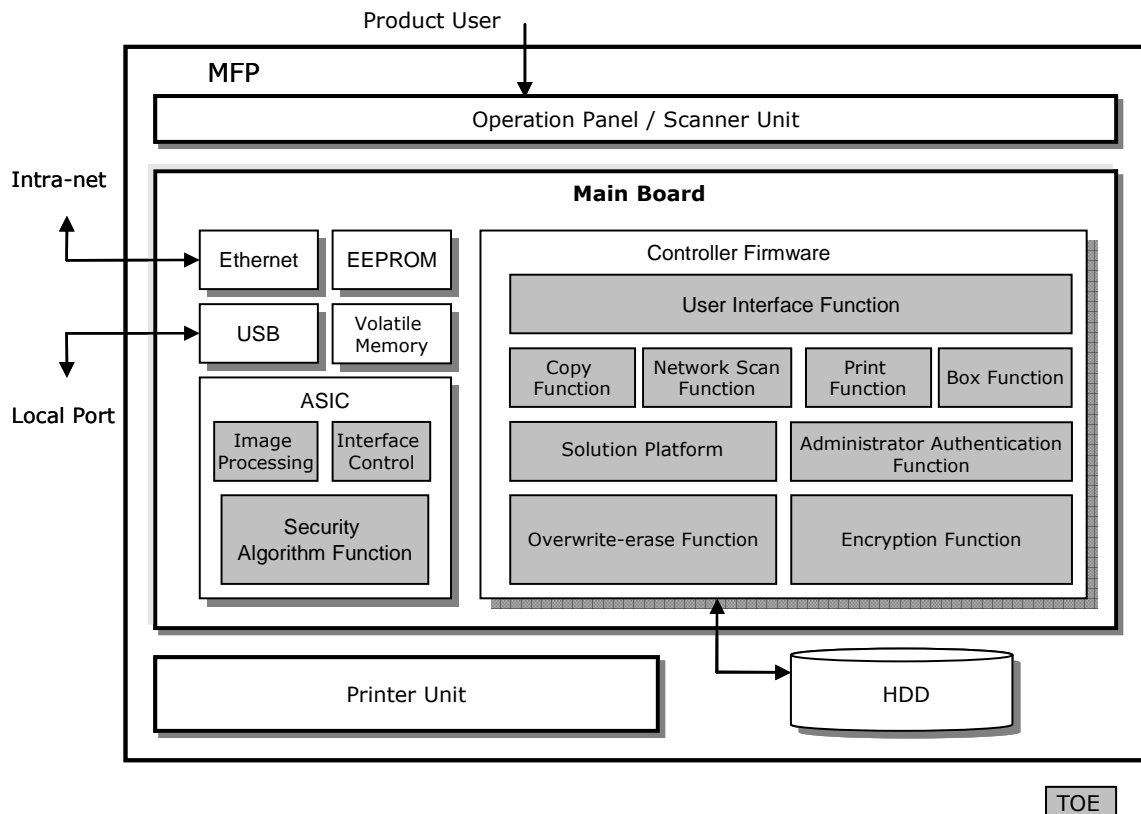 Product User
MFP
Operation Panel / Scanner Unit
Intra-net
Main Board
Ethernet
EEPROM
USB
Volatile
Memory
Local Port
ASIC
Image
Processing
Interface
Control
Security
Algorithm Function
Controller Firmware
User Interface Function
Copy
Function
Network Scan
Function
Print
Function
Box Function
Solution Platform
Administrator Authentication
Function
Overwrite-erase Function
Encryption Function
Printer Unit
HDD
TOE